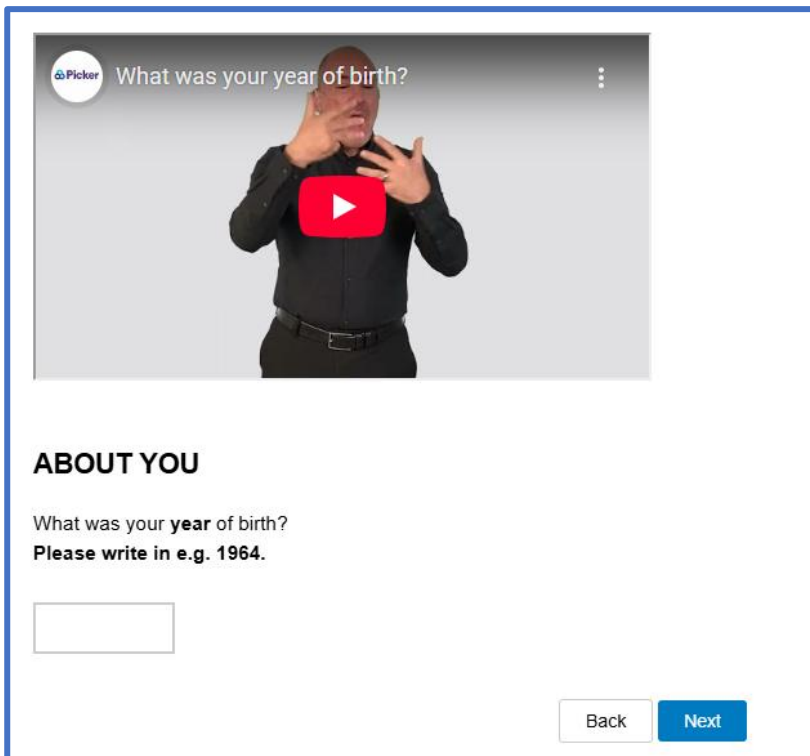 Picker What was your year of birth?
ABOUT YOU
What was your year of birth?
Please write in e.g. 1964.
Back Next